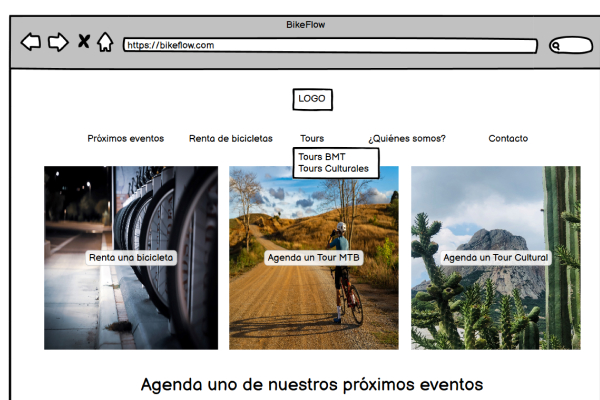 BikeFlow
https://bikeflow.com
LOGO
Próximos eventos Renta de bicicletas Tours ¿Quiénes somos? Contacto
Tours BMT
Tours Culturales
Renta una bicicleta Agenda un Tour MTB Agenda un Tour Cultural
Agenda uno de nuestros próximos eventos